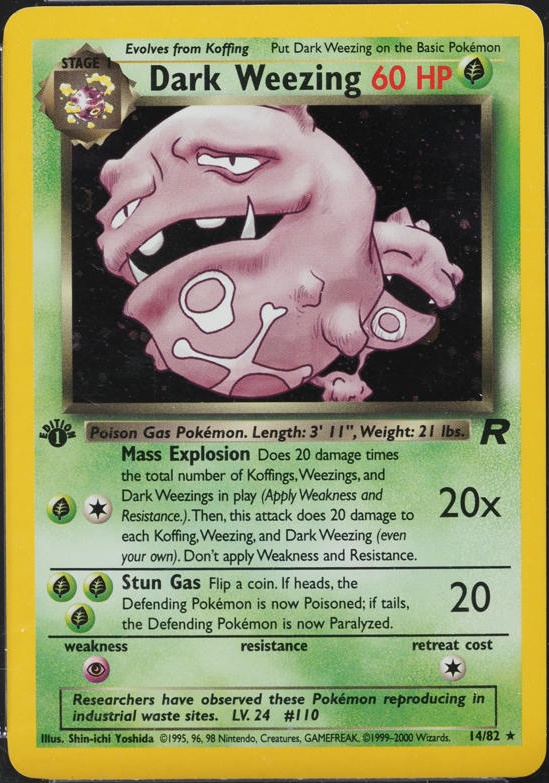 Evolves from Koffing Put Dark Weezing on the Basic Pokémon
STAGE 1
Dark Weezing 60 HP
EDITION
1
Poison Gas Pokémon. Length: 3' 11", Weight: 21 lbs. R
Mass Explosion Does 20 damage times
the total number of Koffings, Weezings, and
Dark Weezings in play (Apply Weakness and
Resistance.). Then, this attack does 20 damage to
each Koffing, Weezing, and Dark Weezing (even
your own). Don't apply Weakness and Resistance.
20x
Stun Gas Flip a coin. If heads, the
Defending Pokémon is now Poisoned; if tails,
the Defending Pokémon is now Paralyzed.
20
weakness resistance retreat cost
Researchers have observed these Pokémon reproducing in
industrial waste sites. LV. 24 #110
Illus. Shin-ichi Yoshida ©1995, 96, 98 Nintendo, Creatures, GAMEFREAK. ©1999-2000 Wizards. 14/82 ★